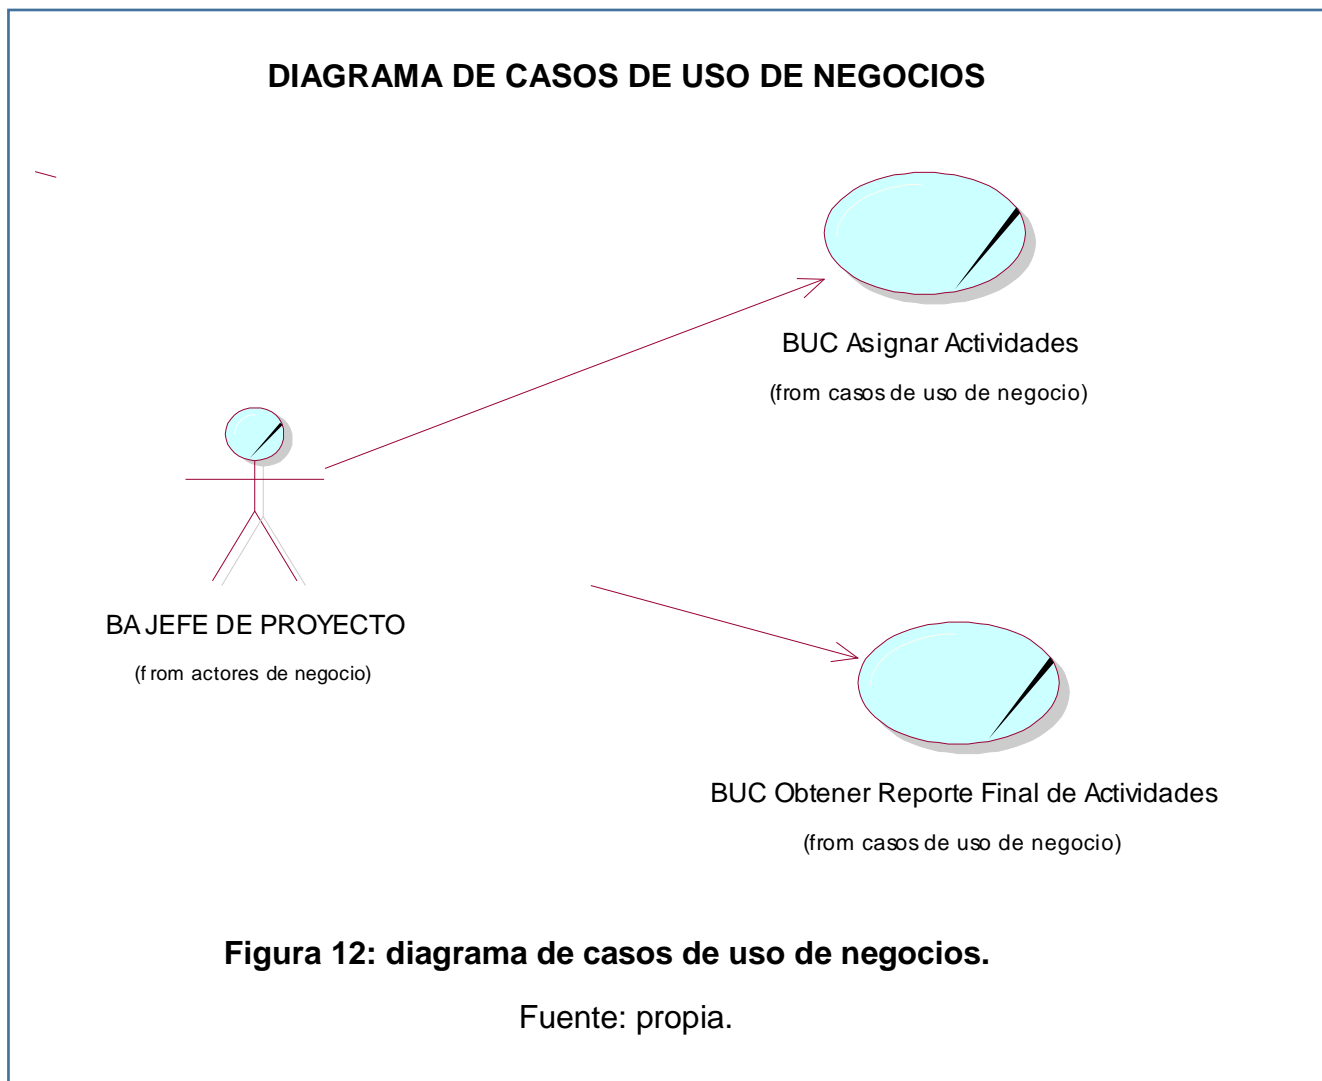 DIAGRAMA DE CASOS DE USO DE NEGOCIOS
BUC Asignar Actividades
(from casos de uso de negocio)
BA JEFE DE PROYECTO
(from actores de negocio)
BUC Obtener Reporte Final de Actividades
(from casos de uso de negocio)
Figura 12: diagrama de casos de uso de negocios.
Fuente: propia.